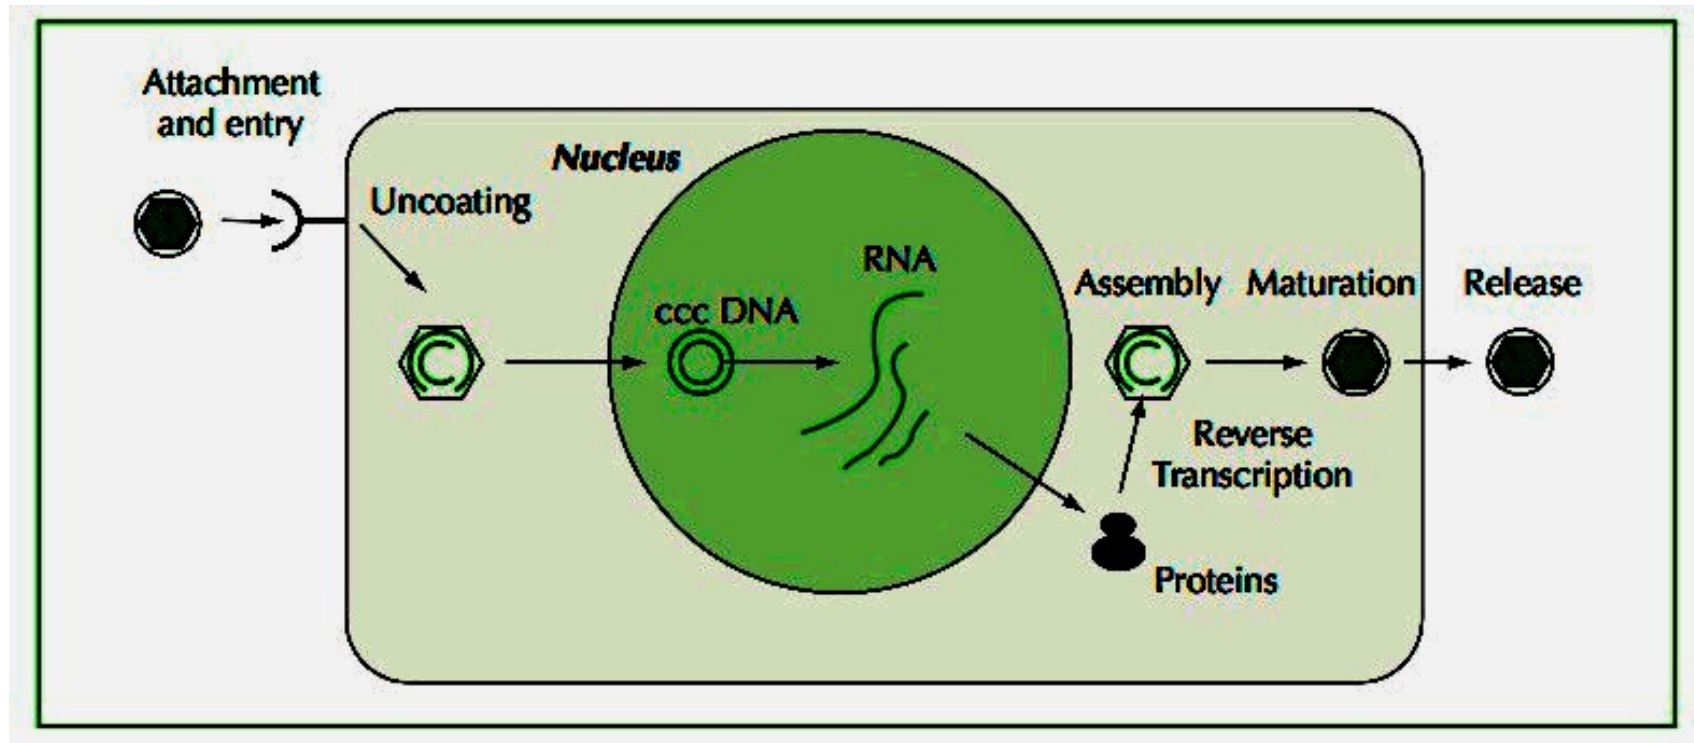 Attachment
and entry
Nucleus
Uncoating
RNA
ccc DNA
Assembly
Maturation
Release
Reverse
Transcription
Proteins